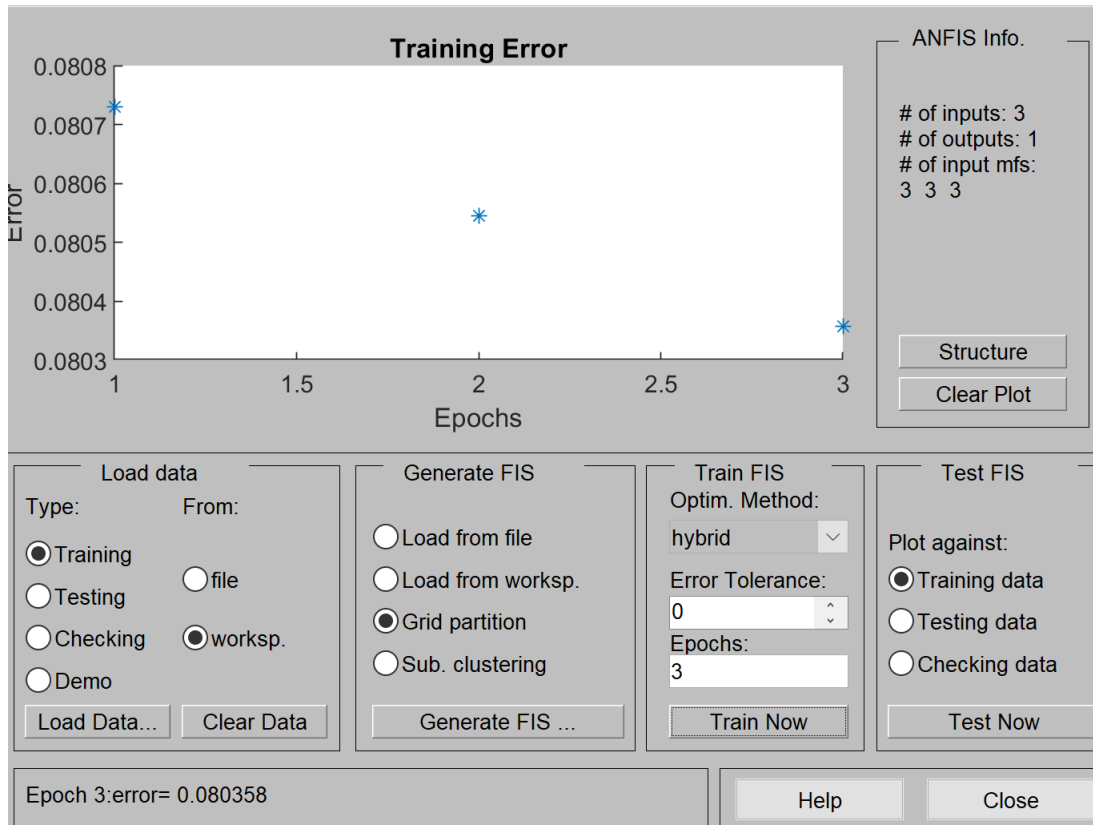 Training Error
0.0808
0.0807
0.0806
0.0805
0.0804
0.0803
Error
1
1.5
2
2.5
3
Epochs
ANFIS Info.
# of inputs: 3
# of outputs: 1
# of input mfs:
3 3 3
Structure
Clear Plot
Load data
Type:
From:
Training
Testing
Checking
Demo
file
worksp.
Load Data...
Clear Data
Generate FIS
Load from file
Load from worksp.
Grid partition
Sub. clustering
Generate FIS ...
Train FIS
Optim. Method:
hybrid
Error Tolerance:
0
Epochs:
3
Train Now
Test FIS
Plot against:
Training data
Testing data
Checking data
Test Now
Epoch 3:error= 0.080358
Help
Close